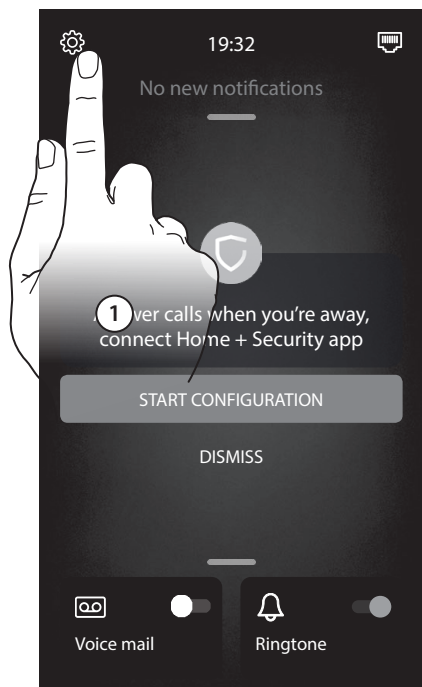 19:32
No new notifications
1
ver calls when you're away,
connect Home + Security app
START CONFIGURATION
DISMISS
Voice mail
Ringtone